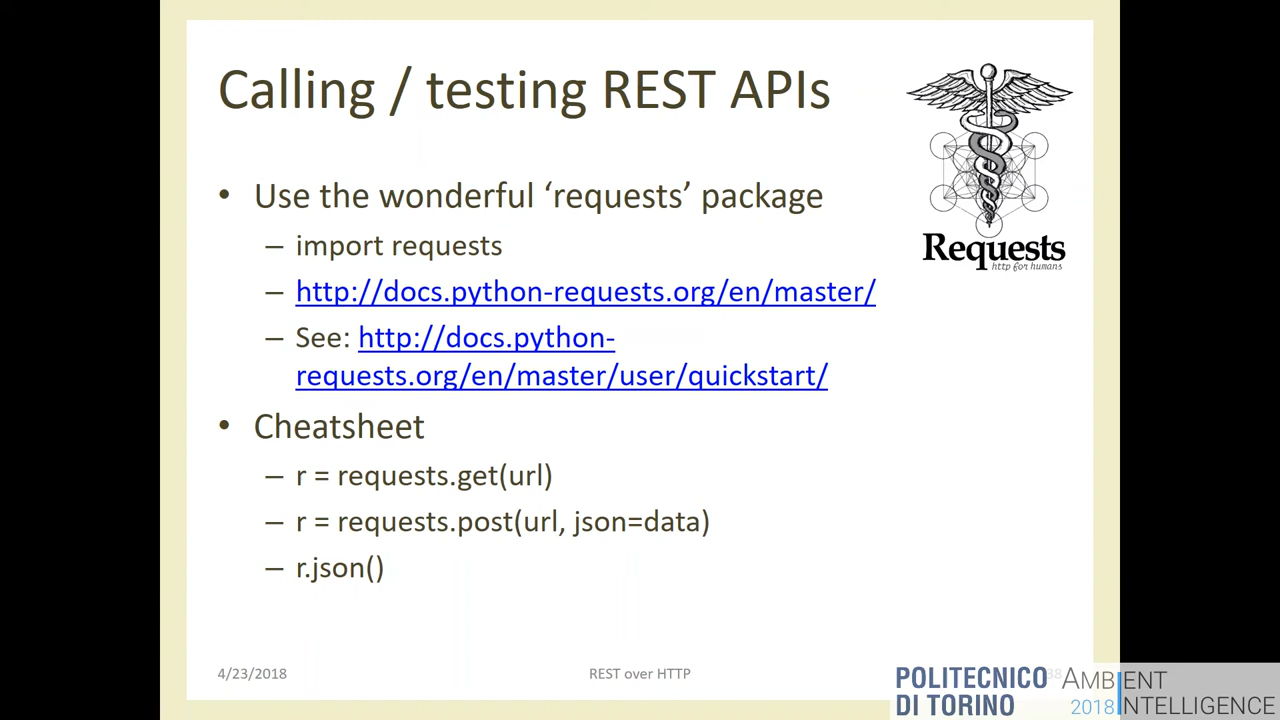 Calling / testing REST APIs
• Use the wonderful ‘requests’ package
– import requests
– http://docs.python-requests.org/en/master/
– See: http://docs.python-
requests.org/en/master/user/quickstart/
• Cheatsheet
– r = requests.get(url)
– r = requests.post(url, json=data)
– r.json()
Requests
http for humans
4/23/2018
REST over HTTP
38
POLITECNICO
DI TORINO
AMBIENT
2018 INTELLIGENCE